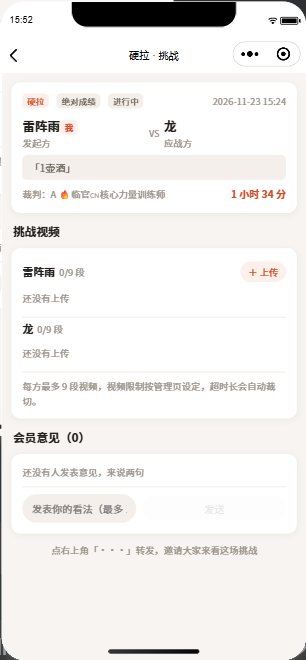 15:52
硬拉 · 挑战
硬拉 绝对成绩 进行中 2026-11-23 15:24
雷阵雨 我 VS 龙
发起方 应战方
「1壶酒」
裁判：A 🔥 临官CN核心力量训练师 1 小时 34 分
挑战视频
雷阵雨 0/9 段 ＋ 上传
还没有上传
龙 0/9 段
还没有上传
每方最多 9 段视频，视频限制按管理页设定，超时长会自动裁
切。
会员意见（0）
还没有人发表意见，来说两句
发表你的看法（最多 发送
点右上角「···」转发，邀请大家来看这场挑战